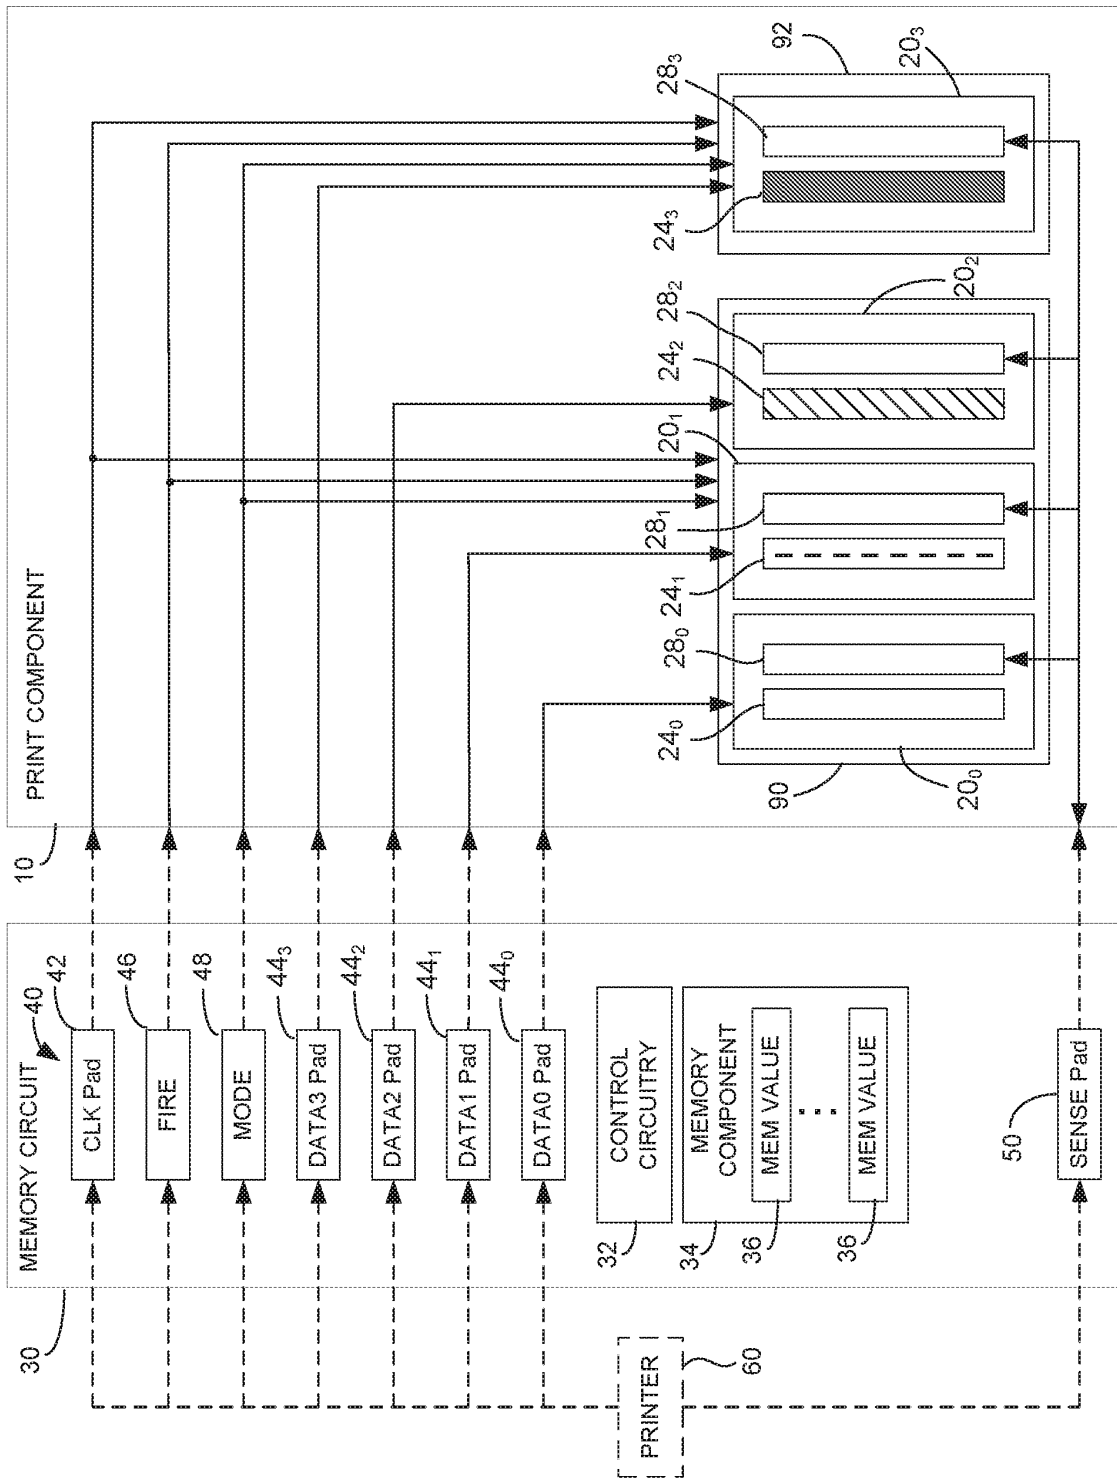 30
MEMORY CIRCUIT
40
CLK Pad
42
FIRE
46
MODE
48
DATA3 Pad
44₃
DATA2 Pad
44₂
DATA1 Pad
44₁
DATA0 Pad
44₀
32
CONTROL
CIRCUITRY
34
MEMORY
COMPONENT
36
MEM VALUE
36
MEM VALUE
50
SENSE Pad
PRINTER
60
10
PRINT COMPONENT
90
20₀
24₀
28₀
24₁
28₁
20₁
24₂
28₂
20₂
24₃
28₃
20₃
92